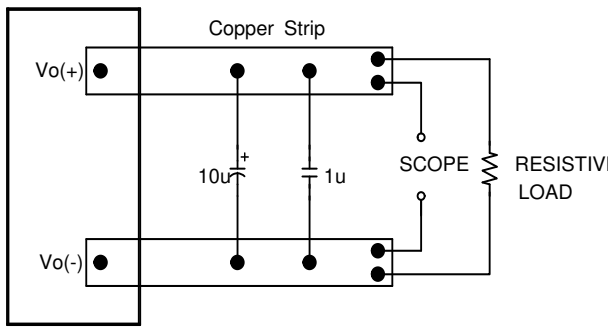 Copper Strip
Vo(+)
+
10u
1u
SCOPE
RESISTIVE
LOAD
Vo(-)